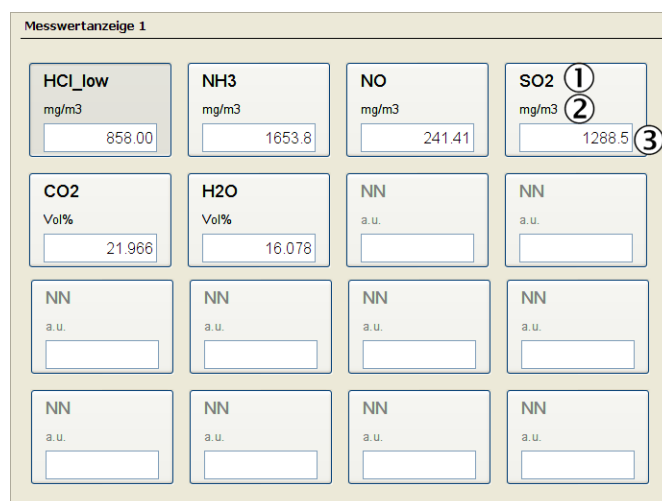 Messwertanzeige 1
HCl_low NH3 NO SO2 ①
mg/m3 mg/m3 mg/m3 mg/m3 ②
858.00 1653.8 241.41 1288.5 ③
CO2 H2O NN NN
Vol% Vol% a.u. a.u.
21.966 16.078
NN NN NN NN
a.u. a.u. a.u. a.u.
NN NN NN NN
a.u. a.u. a.u. a.u.